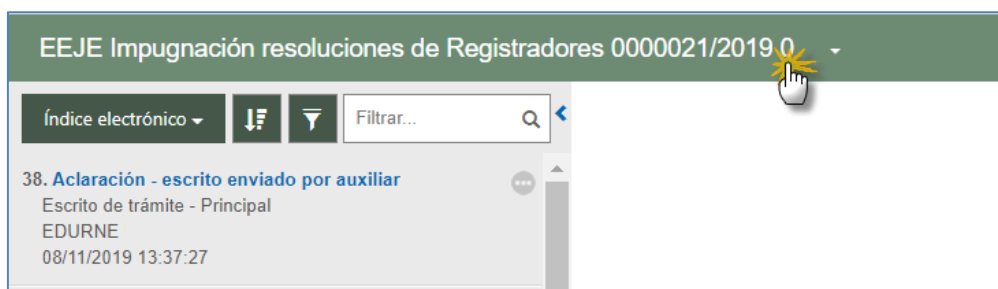 EEJE Impugnación resoluciones de Registradores 0000021/2019 0
Índice electrónico
Filtrar...
38. Aclaración - escrito enviado por auxiliar
Escrito de trámite - Principal
EDURNE
08/11/2019 13:37:27